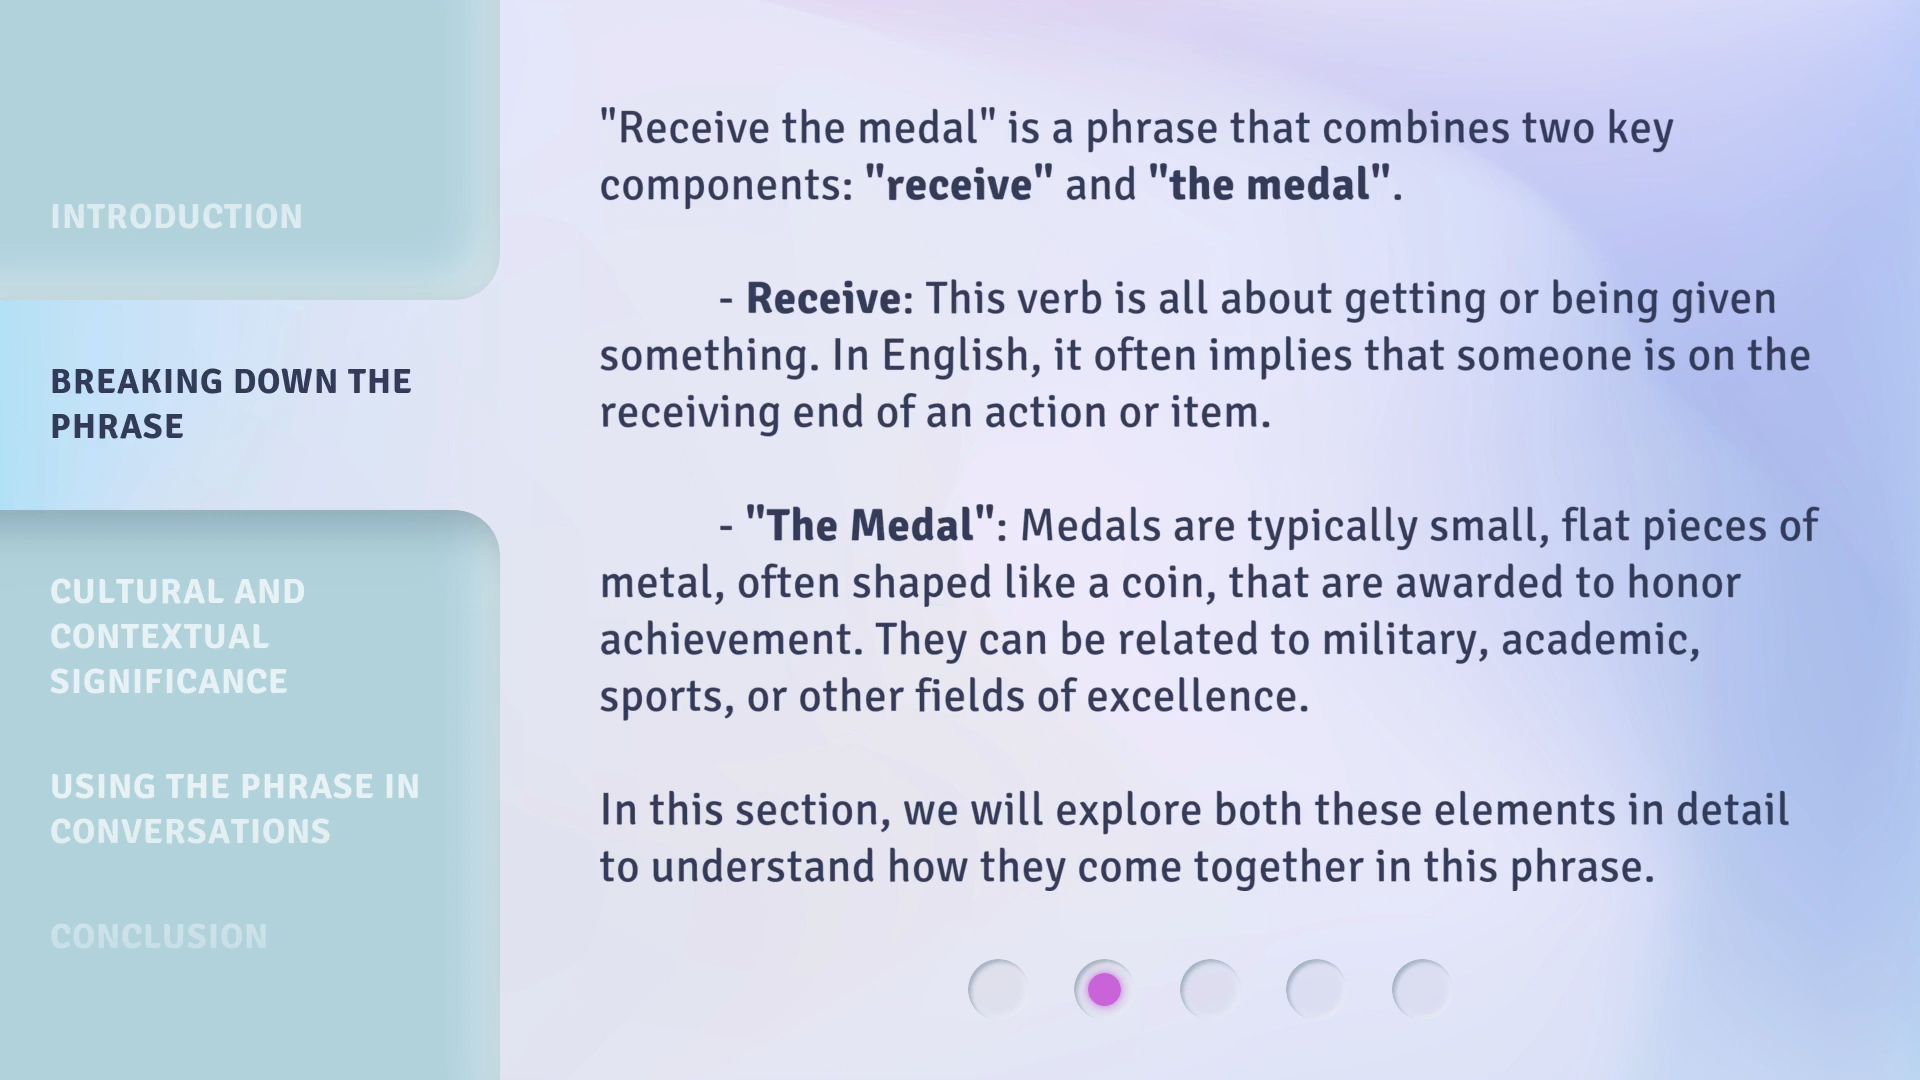 INTRODUCTION
BREAKING DOWN THE
PHRASE
CULTURAL AND
CONTEXTUAL
SIGNIFICANCE
USING THE PHRASE IN
CONVERSATIONS
CONCLUSION
"Receive the medal" is a phrase that combines two key
components: "receive" and "the medal".
- Receive: This verb is all about getting or being given
something. In English, it often implies that someone is on the
receiving end of an action or item.
- "The Medal": Medals are typically small, flat pieces of
metal, often shaped like a coin, that are awarded to honor
achievement. They can be related to military, academic,
sports, or other fields of excellence.
In this section, we will explore both these elements in detail
to understand how they come together in this phrase.